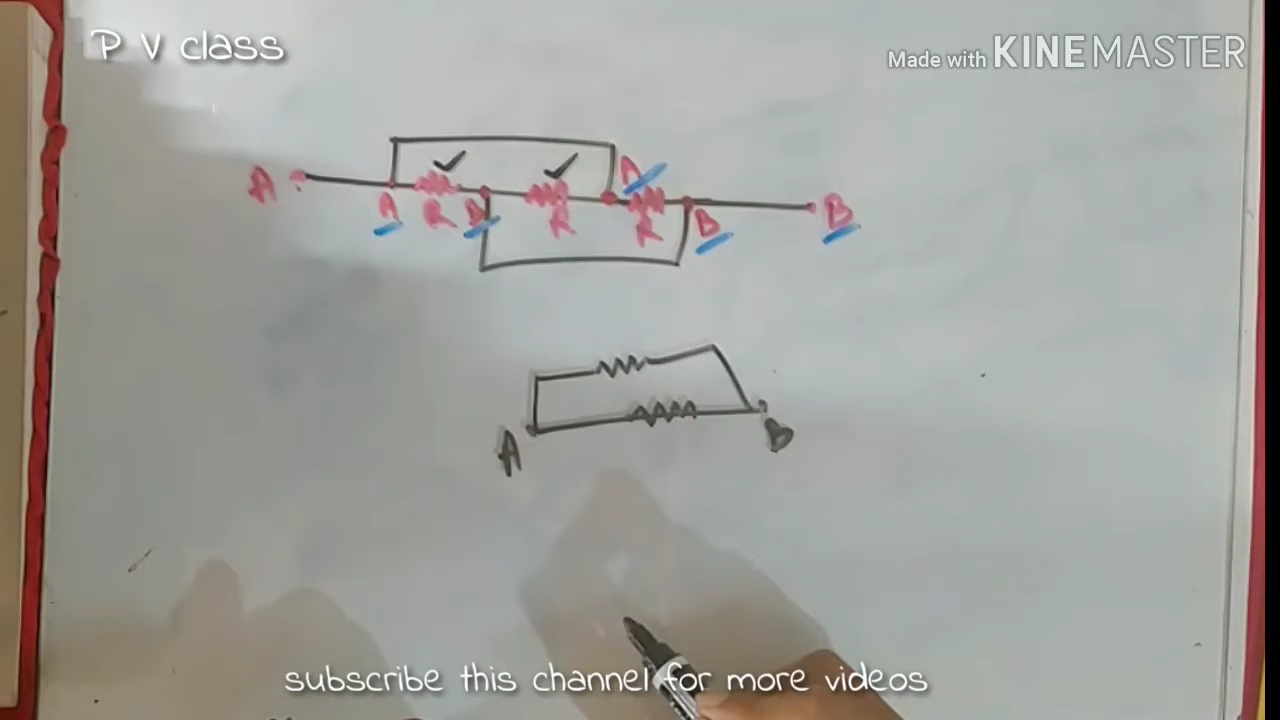 P V class
Made with KINEMASTER
A A R B R A R B B
A B
subscribe this channel for more videos